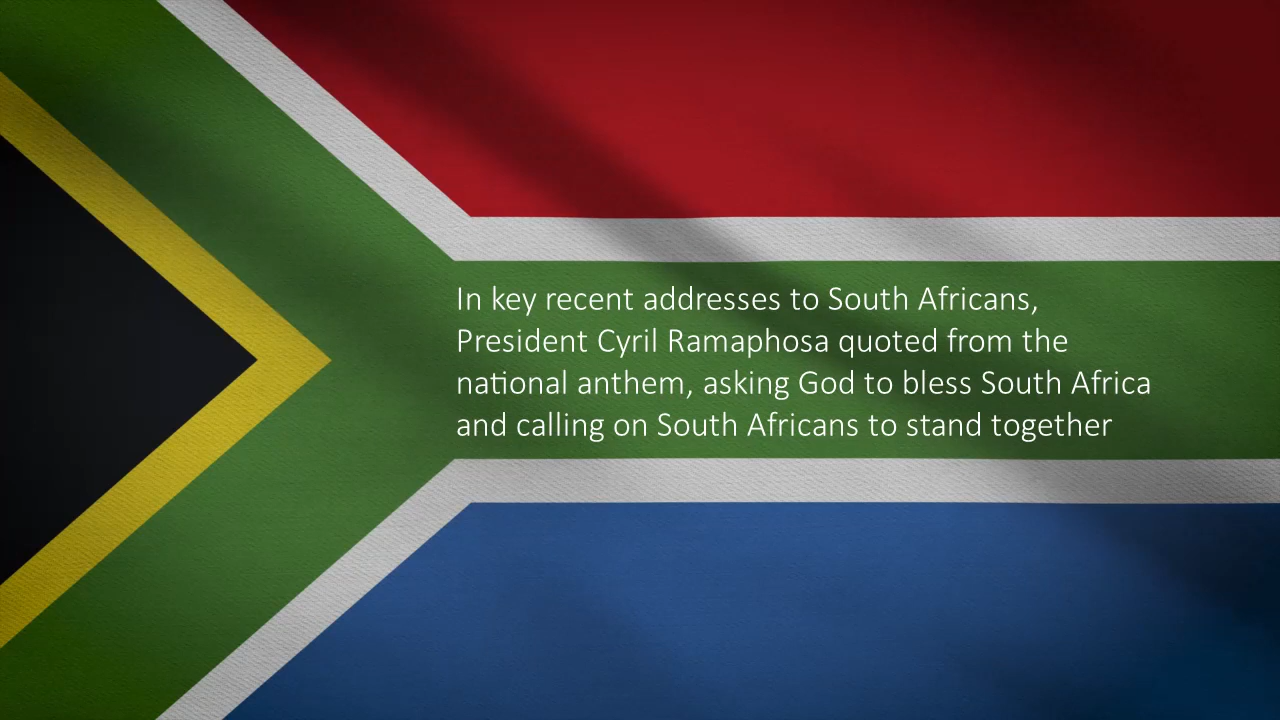 In key recent addresses to South Africans,
President Cyril Ramaphosa quoted from the
national anthem, asking God to bless South Africa
and calling on South Africans to stand together